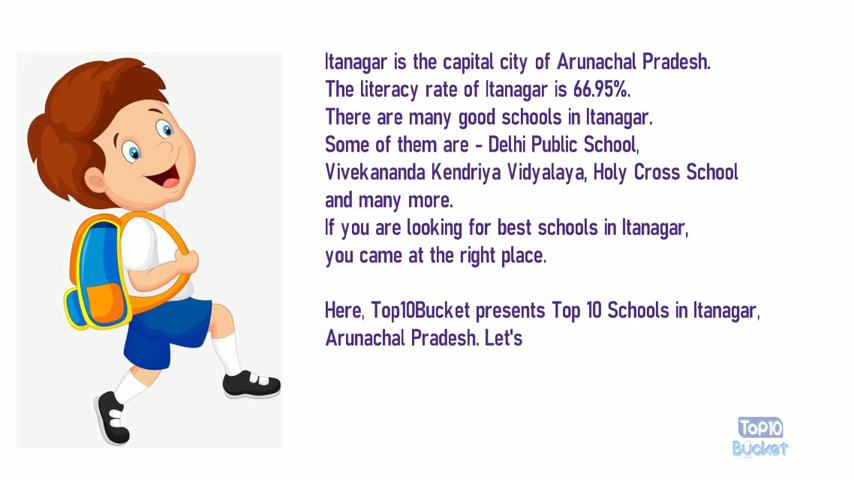 Itanagar is the capital city of Arunachal Pradesh.
The literacy rate of Itanagar is 66.95%.
There are many good schools in Itanagar.
Some of them are - Delhi Public School,
Vivekananda Kendriya Vidyalaya, Holy Cross School
and many more.
If you are looking for best schools in Itanagar,
you came at the right place.
Here, Top10Bucket presents Top 10 Schools in Itanagar,
Arunachal Pradesh. Let's
Top10
Bucket